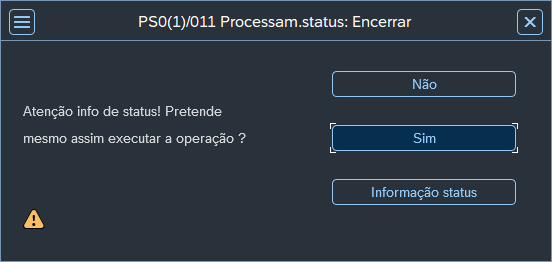 PS0(1)/011 Processam.status: Encerrar
Não
Atenção info de status! Pretende
mesmo assim executar a operação ?
Sim
Informação status